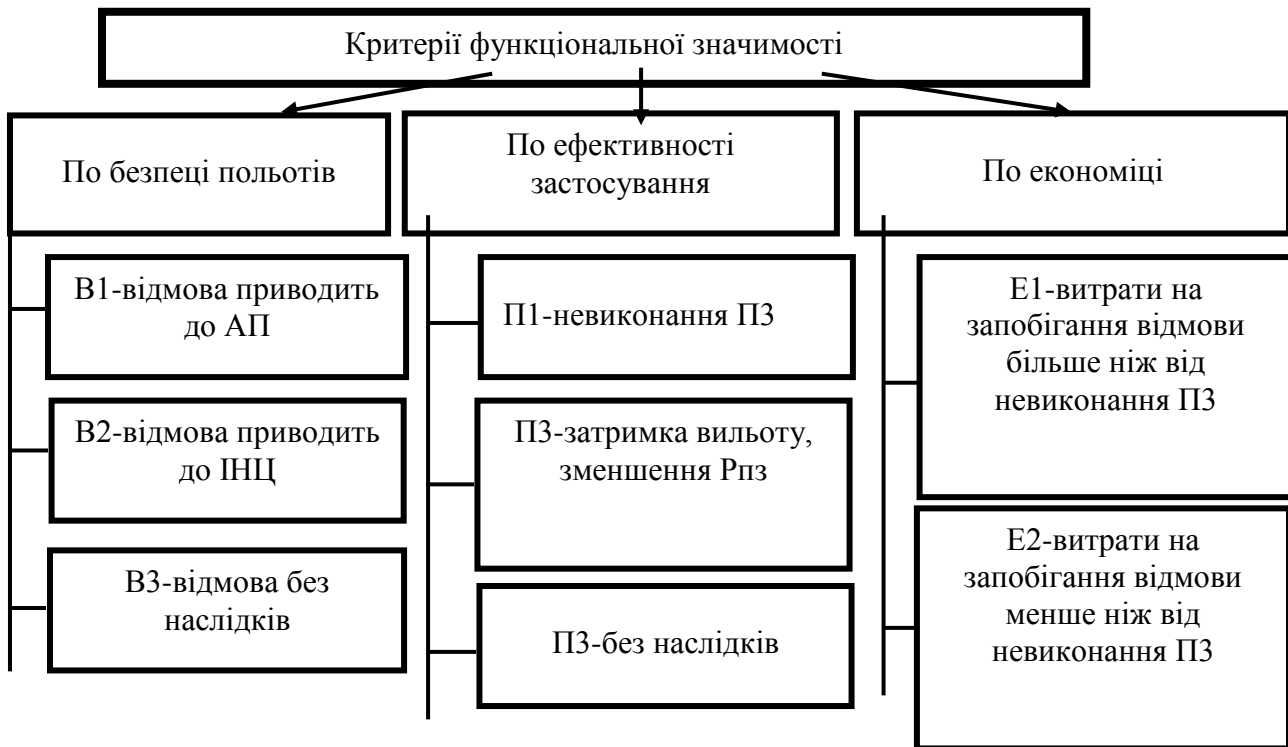 Критерії функціональної значимості
По безпеці польотів
По ефективності
застосування
По економіці
В1-відмова приводить
до АП
В2-відмова приводить
до ІНЦ
В3-відмова без
наслідків
П1-невиконання ПЗ
П3-затримка вильоту,
зменшення Рпз
П3-без наслідків
Е1-витрати на
запобігання відмови
більше ніж від
невиконання ПЗ
Е2-витрати на
запобігання відмови
менше ніж від
невиконання ПЗ